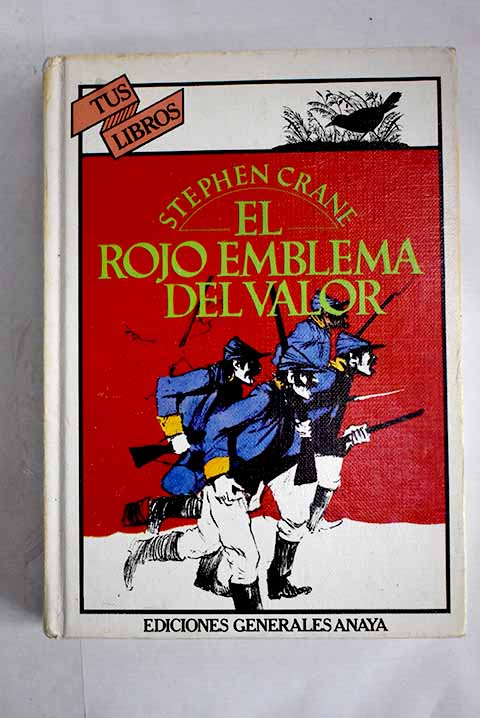 TUS
LIBROS
STEPHEN CRANE
EL
ROJO EMBLEMA
DEL VALOR
EDICIONES GENERALES ANAYA